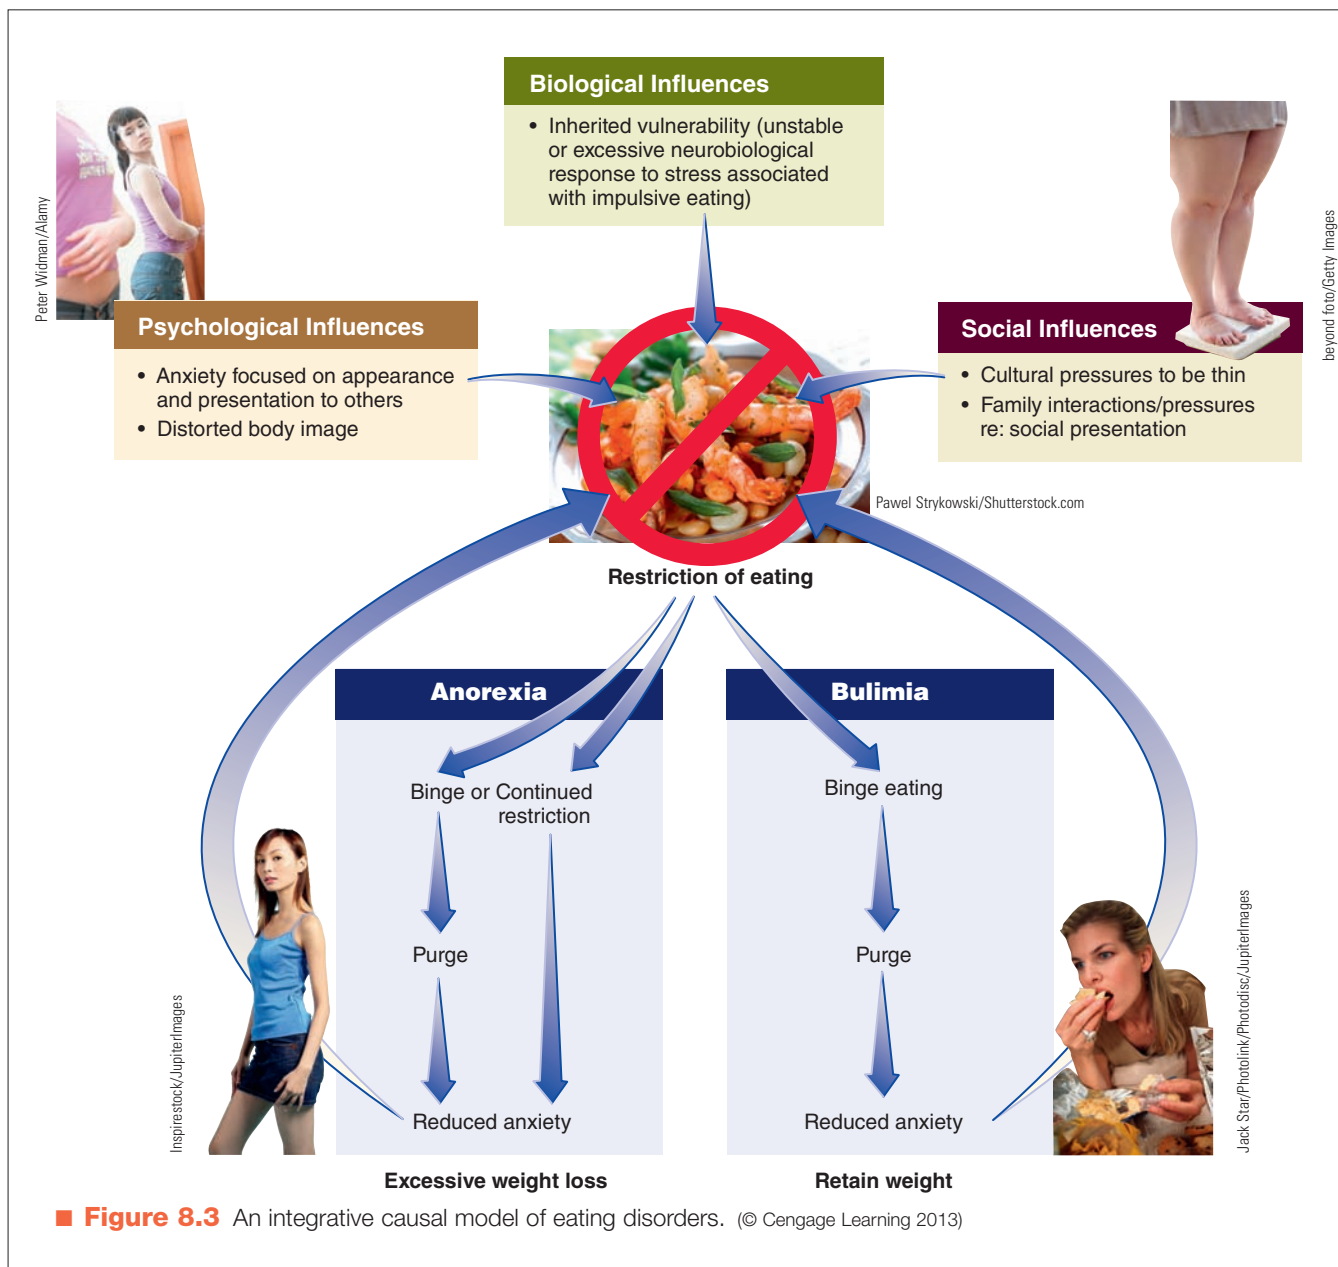 Biological Influences
• Inherited vulnerability (unstable
or excessive neurobiological
response to stress associated
with impulsive eating)
Peter Widman/Alamy
beyond foto/Getty Images
Psychological Influences
• Anxiety focused on appearance
and presentation to others
• Distorted body image
Social Influences
• Cultural pressures to be thin
• Family interactions/pressures
re: social presentation
Pawel Strykowski/Shutterstock.com
Restriction of eating
Anorexia
Binge or Continued
restriction
Purge
Reduced anxiety
Excessive weight loss
Bulimia
Binge eating
Purge
Reduced anxiety
Retain weight
Inspirestock/JupiterImages
Jack Star/Photolink/Photodisc/JupiterImages
■ Figure 8.3 An integrative causal model of eating disorders. (© Cengage Learning 2013)